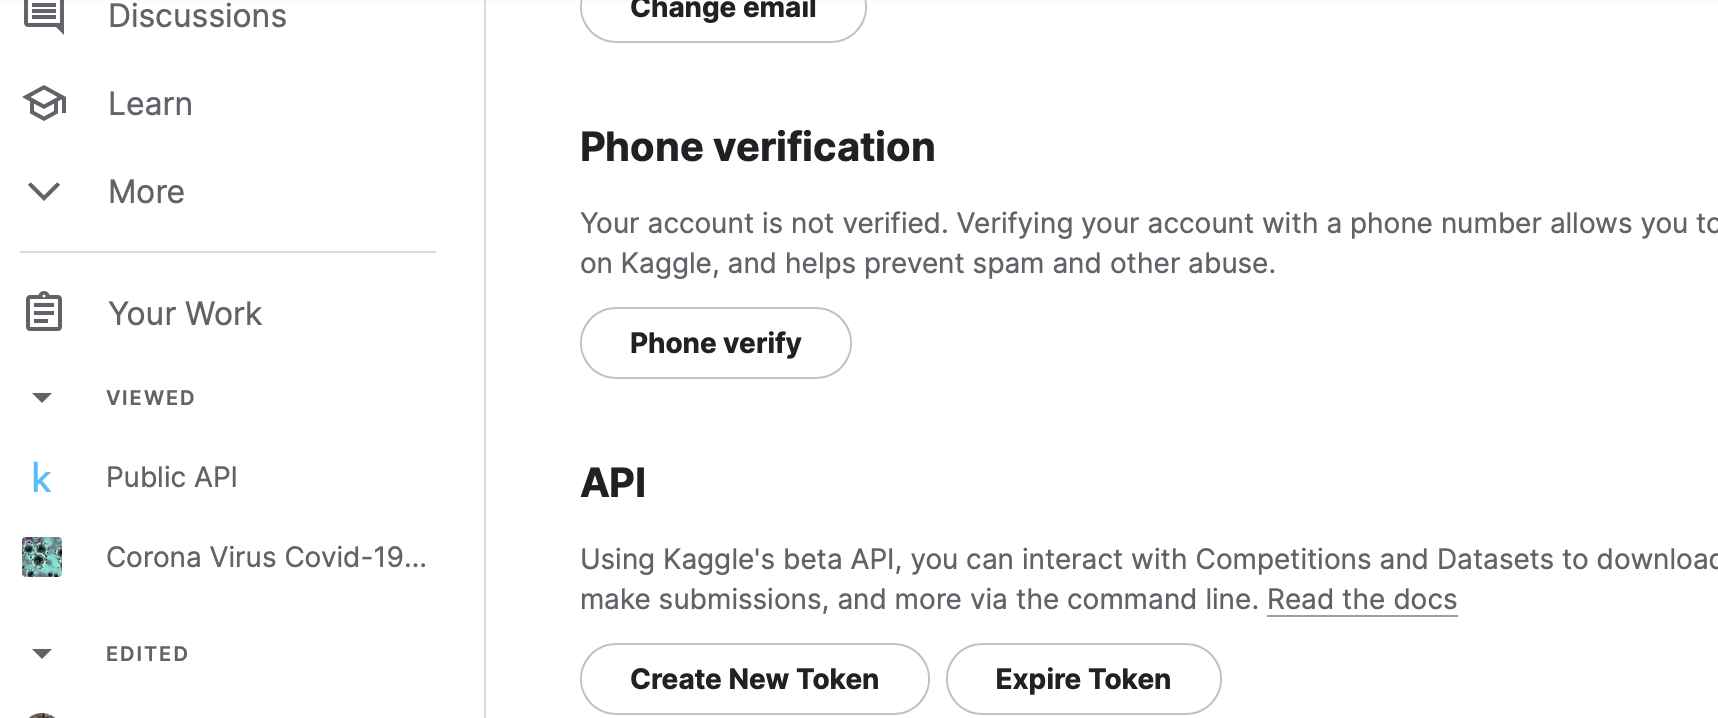 Discussions
Learn
More
Your Work
VIEWED
k
Public API
Corona Virus Covid-19...
EDITED
Change email
Phone verification
Your account is not verified. Verifying your account with a phone number allows you to
on Kaggle, and helps prevent spam and other abuse.
Phone verify
API
Using Kaggle's beta API, you can interact with Competitions and Datasets to download
make submissions, and more via the command line. Read the docs
Create New Token
Expire Token